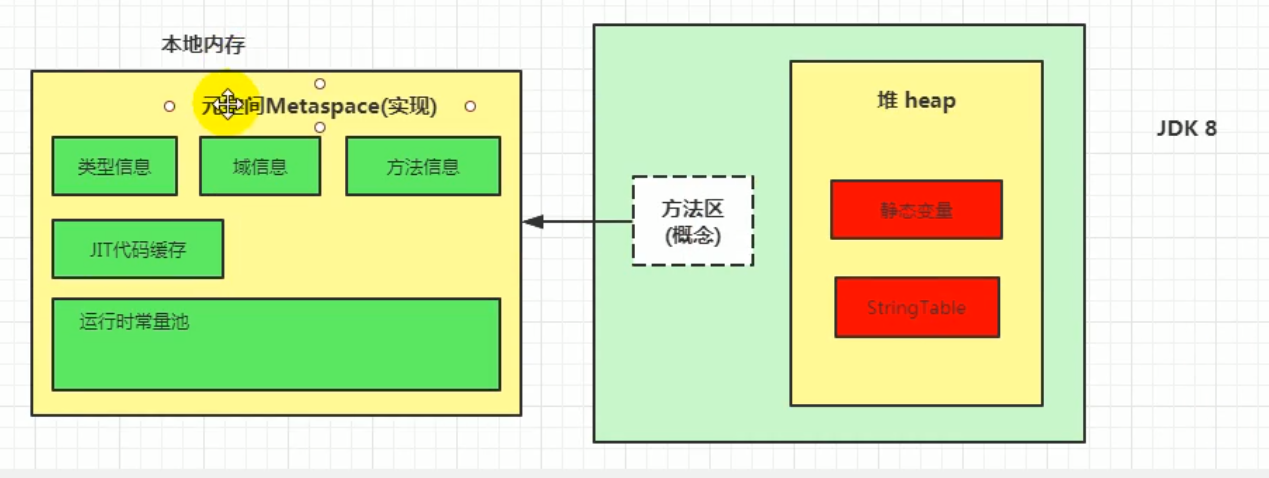 本地内存
元空间Metaspace(实现)
类型信息
域信息
方法信息
JIT代码缓存
运行时常量池
方法区
(概念)
堆 heap
静态变量
StringTable
JDK 8